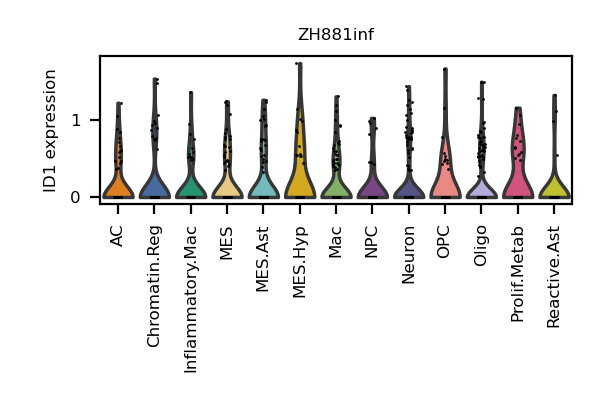 ZH881inf
ID1 expression
1
0
AC
Chromatin.Reg
Inflammatory.Mac
MES
MES.Ast
MES.Hyp
Mac
NPC
Neuron
OPC
Oligo
Prolif.Metab
Reactive.Ast